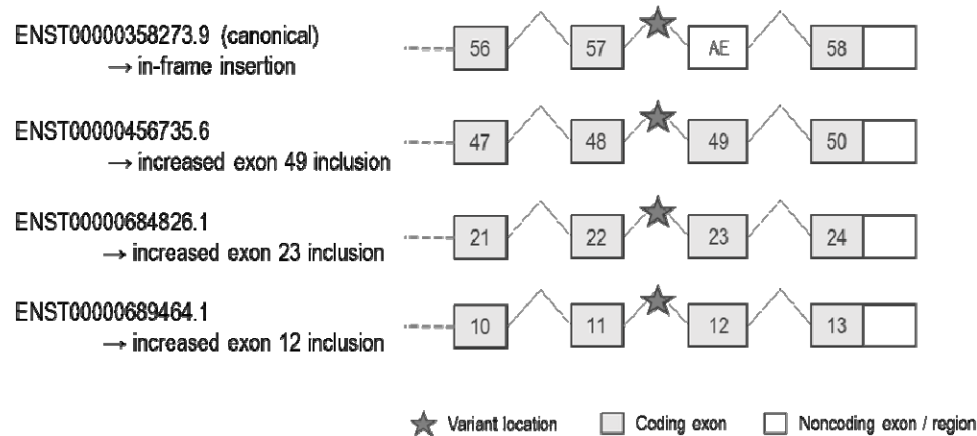 ENST00000358273.9 (canonical)
→ in-frame insertion
56 57 AE 58
ENST00000456735.6
→ increased exon 49 inclusion
47 48 49 50
ENST00000684826.1
→ increased exon 23 inclusion
21 22 23 24
ENST00000689464.1
→ increased exon 12 inclusion
10 11 12 13
Variant location Coding exon Noncoding exon / region